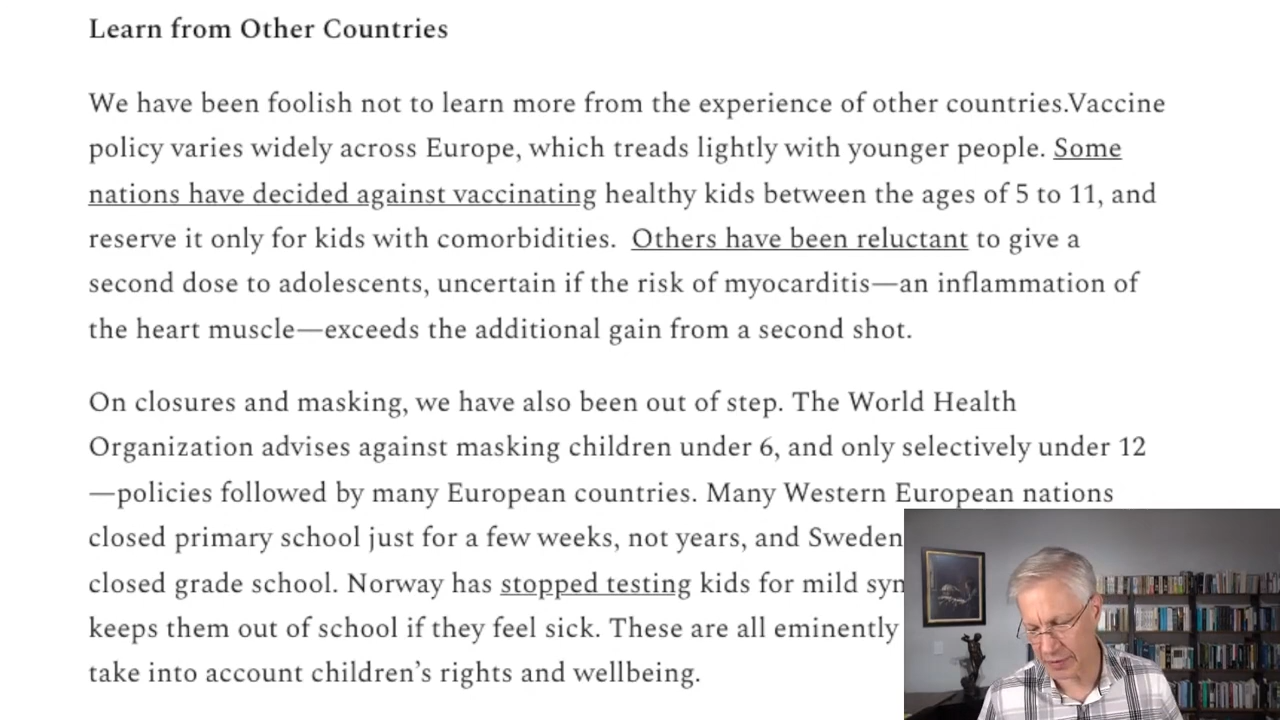 Learn from Other Countries
We have been foolish not to learn more from the experience of other countries.Vaccine
policy varies widely across Europe, which treads lightly with younger people. Some
nations have decided against vaccinating healthy kids between the ages of 5 to 11, and
reserve it only for kids with comorbidities. Others have been reluctant to give a
second dose to adolescents, uncertain if the risk of myocarditis—an inflammation of
the heart muscle—exceeds the additional gain from a second shot.
On closures and masking, we have also been out of step. The World Health
Organization advises against masking children under 6, and only selectively under 12
—policies followed by many European countries. Many Western European nations
closed primary school just for a few weeks, not years, and Sweden
closed grade school. Norway has stopped testing kids for mild
keeps them out of school if they feel sick. These are all eminently
take into account children’s rights and wellbeing.